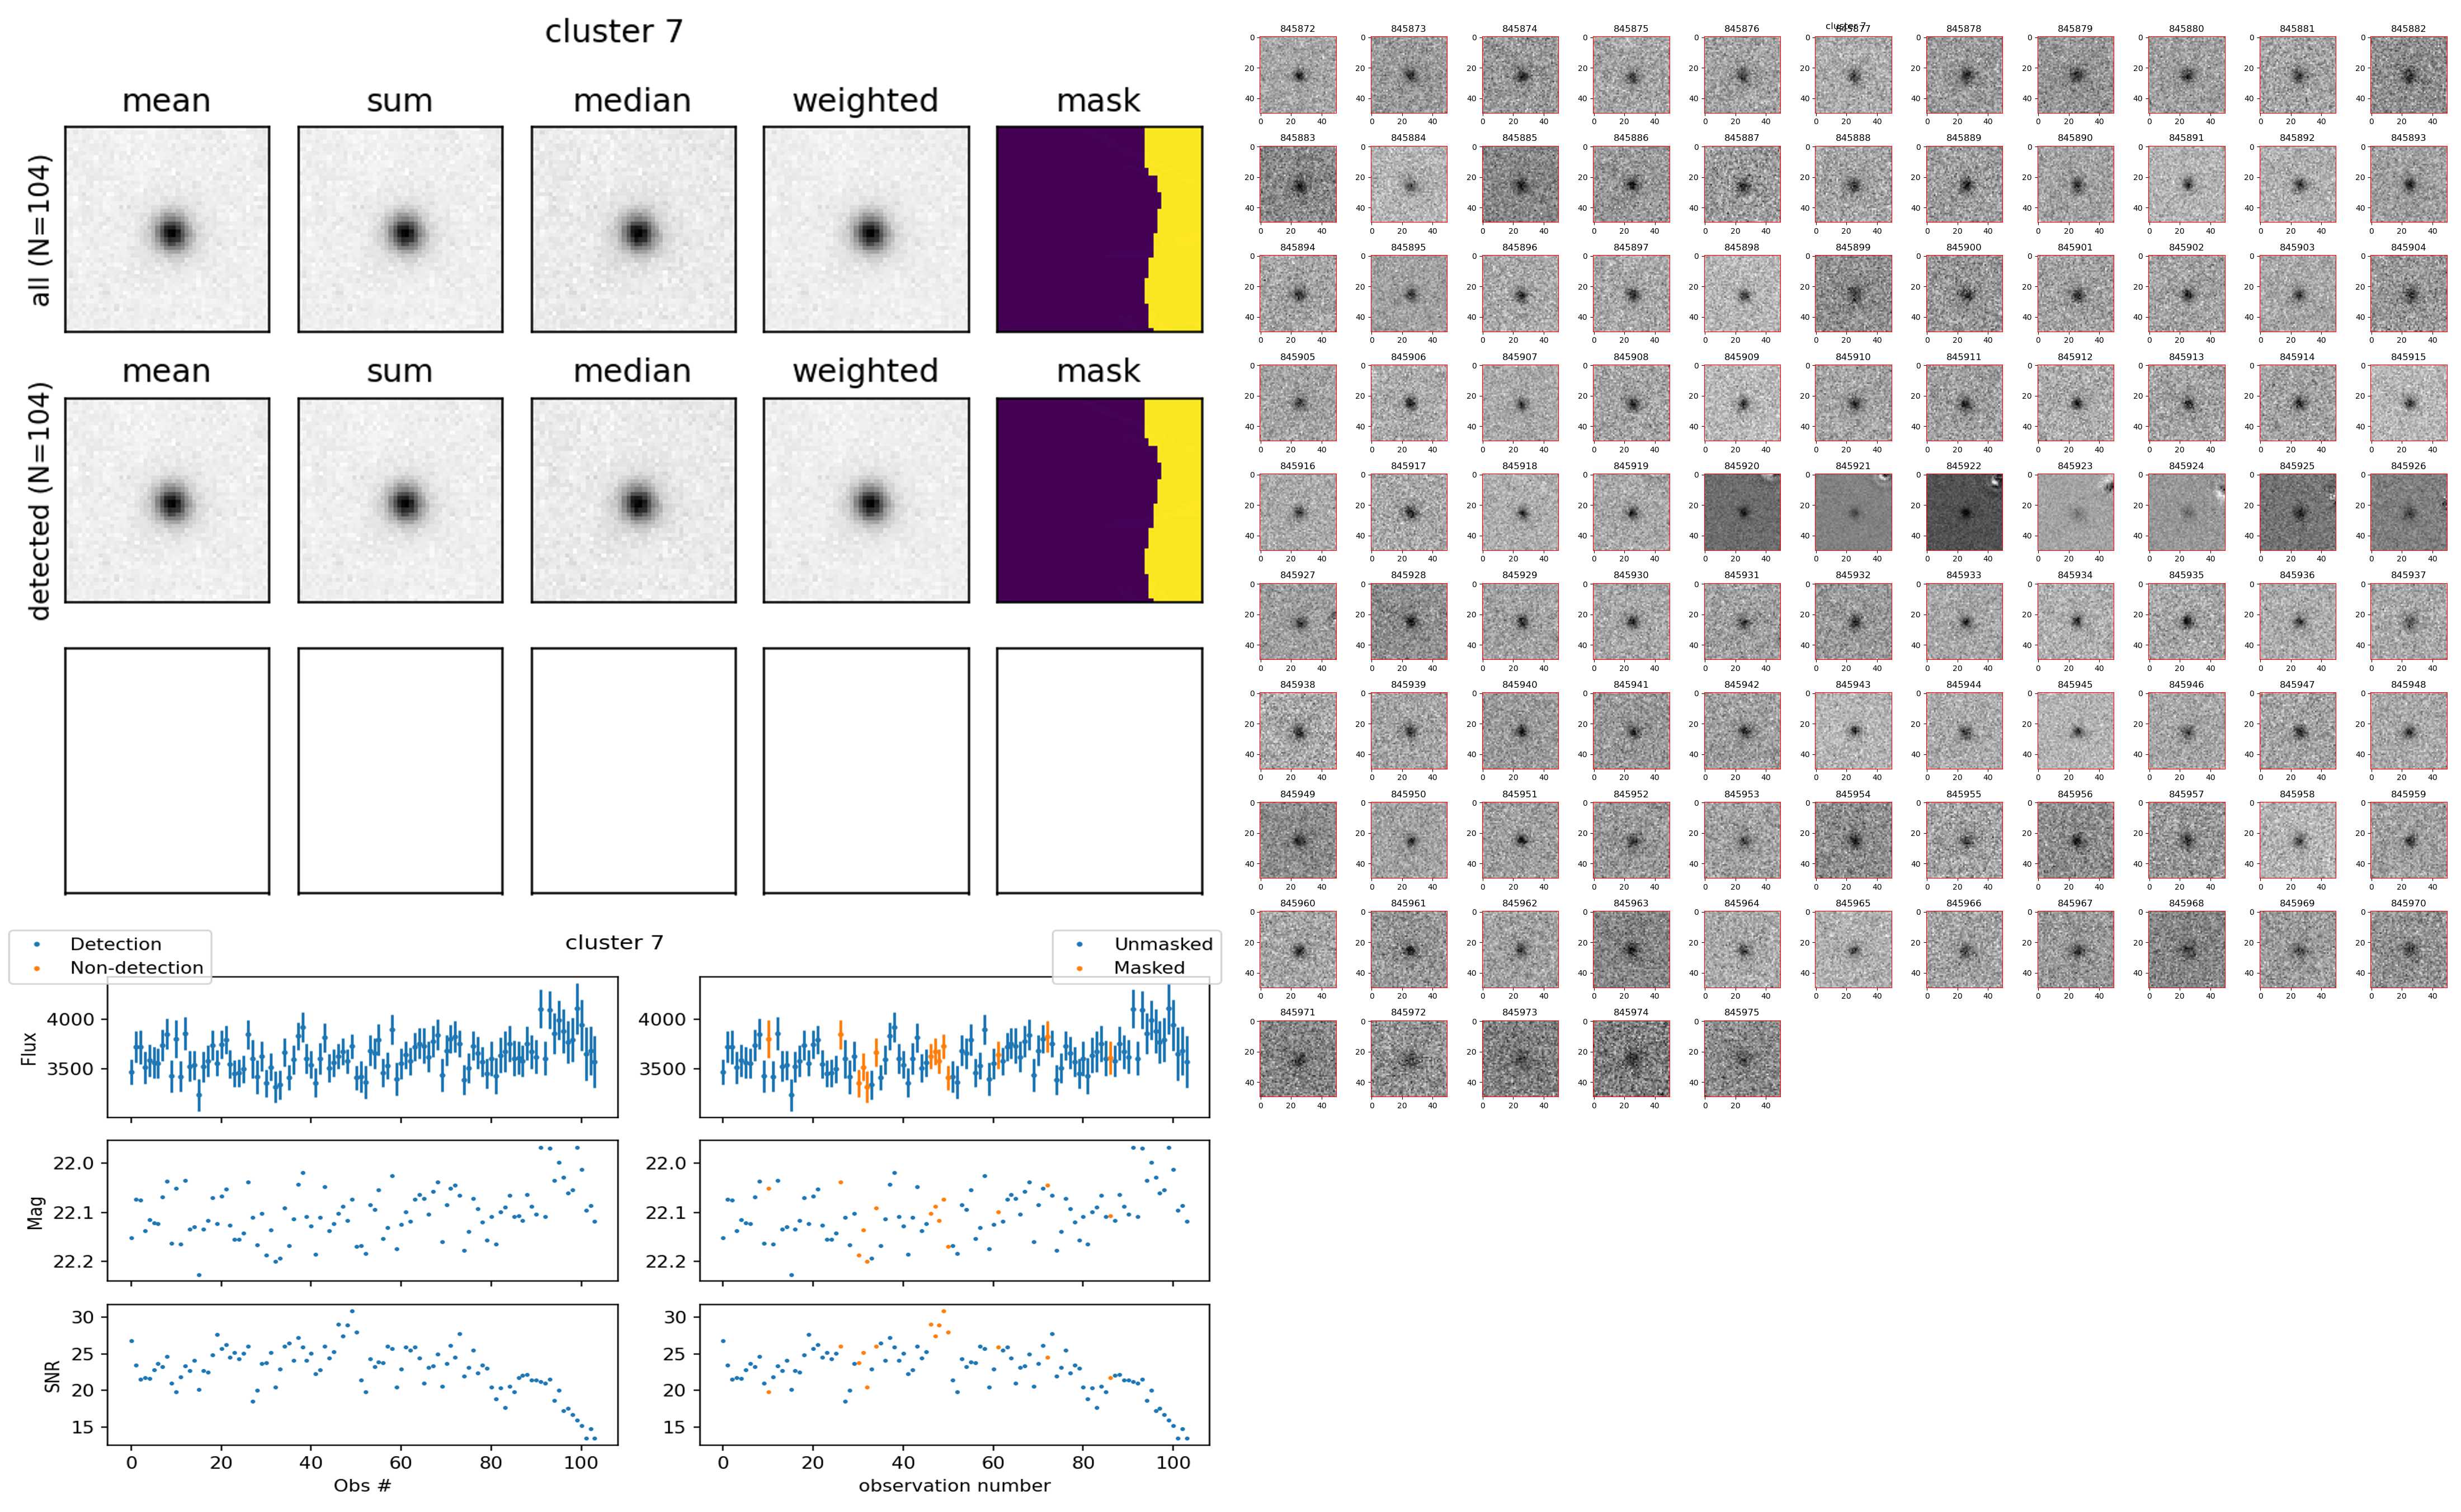 cluster 7
mean sum median weighted mask
all (N=104)
mean sum median weighted mask
detected (N=104)
cluster 7
Detection
Non-detection
Unmasked
Masked
Flux
4000
3500
4000
3500
Mag
22.0
22.1
22.2
22.0
22.1
22.2
SNR
30
25
20
15
30
25
20
15
0 20 40 60 80 100
Obs #
0 20 40 60 80 100
observation number
cluster 7
845872 845873 845874 845875 845876 845877 845878 845879 845880 845881 845882
845883 845884 845885 845886 845887 845888 845889 845890 845891 845892 845893
845894 845895 845896 845897 845898 845899 845900 845901 845902 845903 845904
845905 845906 845907 845908 845909 845910 845911 845912 845913 845914 845915
845916 845917 845918 845919 845920 845921 845922 845923 845924 845925 845926
845927 845928 845929 845930 845931 845932 845933 845934 845935 845936 845937
845938 845939 845940 845941 845942 845943 845944 845945 845946 845947 845948
845949 845950 845951 845952 845953 845954 845955 845956 845957 845958 845959
845960 845961 845962 845963 845964 845965 845966 845967 845968 845969 845970
845971 845972 845973 845974 845975